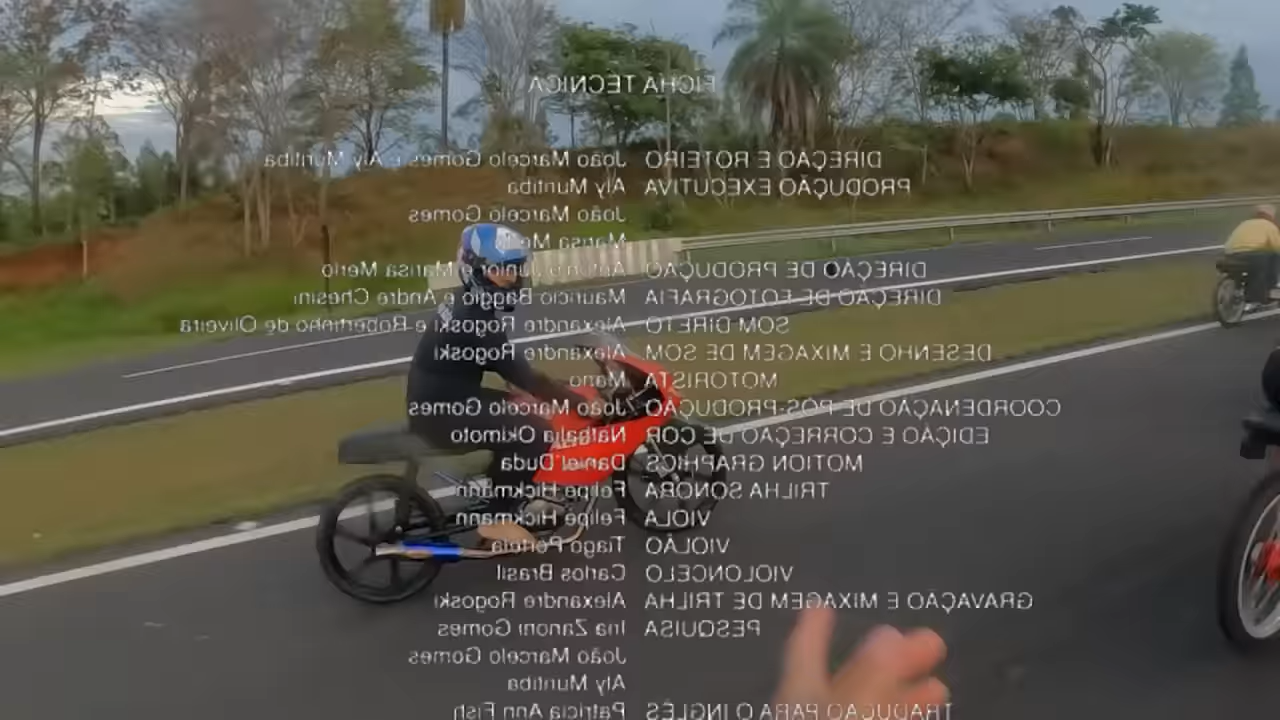 FICHA TÉCNICA
DIREÇÃO E ROTEIRO João Marcelo Gomes e Aly Muritiba
PRODUÇÃO EXECUTIVA Aly Muritiba
João Marcelo Gomes
Marisa Merlo
DIREÇÃO DE PRODUÇÃO Antonio Junior e Marisa Merlo
DIREÇÃO DE FOTOGRAFIA Maurício Baggio e André Chesini
SOM DIRETO Alexandre Rogoski e Robertinho de Oliveira
DESENHO E MIXAGEM DE SOM Alexandre Rogoski
MOTORISTA Mano
COORDENAÇÃO DE PÓS-PRODUÇÃO João Marcelo Gomes
EDIÇÃO E CORREÇÃO DE COR Nathalia Okimoto
MOTION GRAPHICS Daniel Duda
TRILHA SONORA Felipe Hickmann
VIOLA Felipe Hickmann
VIOLÃO Tiago Portela
VIOLONCELO Carlos Brasil
GRAVAÇÃO E MIXAGEM DE TRILHA Alexandre Rogoski
PESQUISA Iria Zanoni Gomes
João Marcelo Gomes
Aly Muritiba
TRADUÇÃO PARA O INGLÊS Patricia Ann Fish